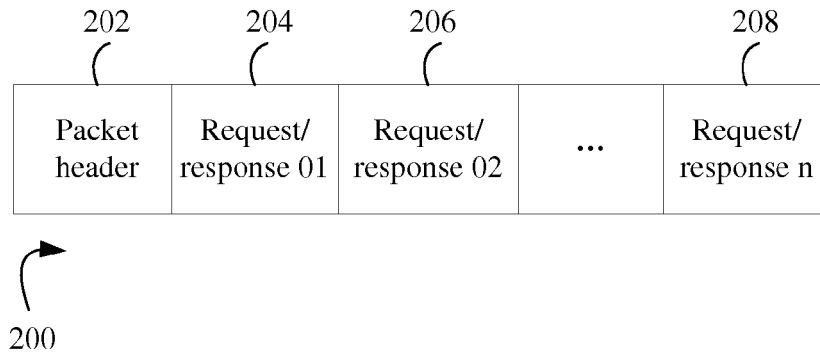 202
204
206
208
Packet
header
Request/
response 01
Request/
response 02
...
Request/
response n
200